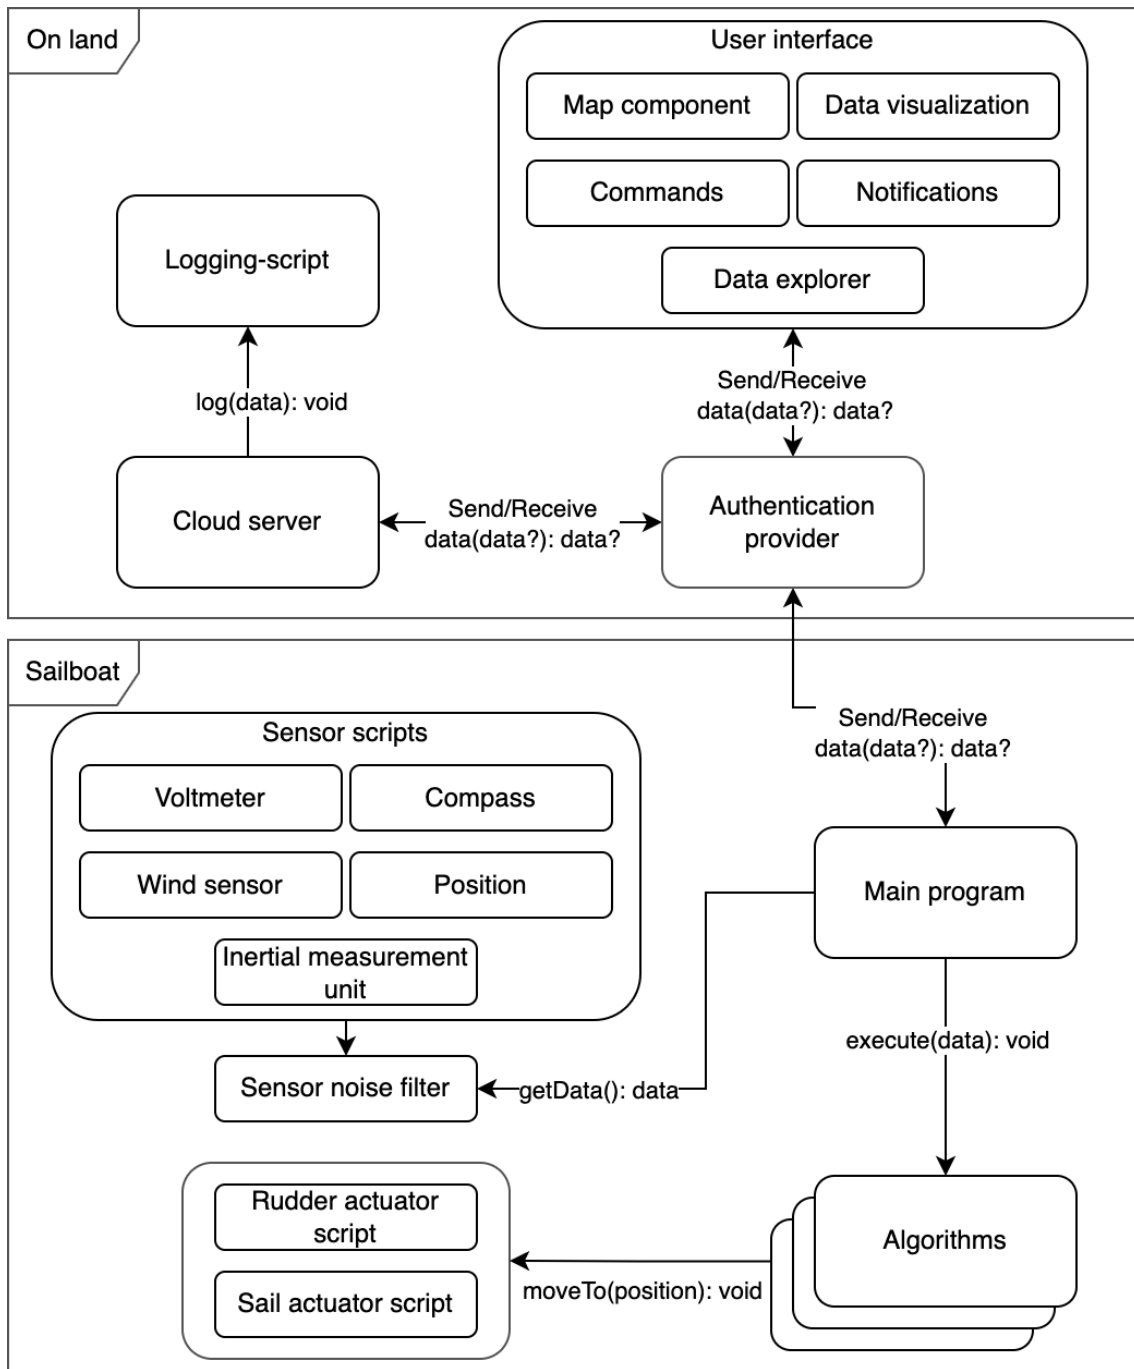 On land
User interface
Map component
Data visualization
Commands
Notifications
Data explorer
Logging-script
log(data): void
Send/Receive
data(data?): data?
Cloud server
Send/Receive
data(data?): data?
Authentication
provider
Sailboat
Send/Receive
data(data?): data?
Sensor scripts
Voltmeter
Compass
Wind sensor
Position
Inertial measurement
unit
Main program
Sensor noise filter
getData(): data
execute(data): void
Rudder actuator
script
Sail actuator script
moveTo(position): void
Algorithms